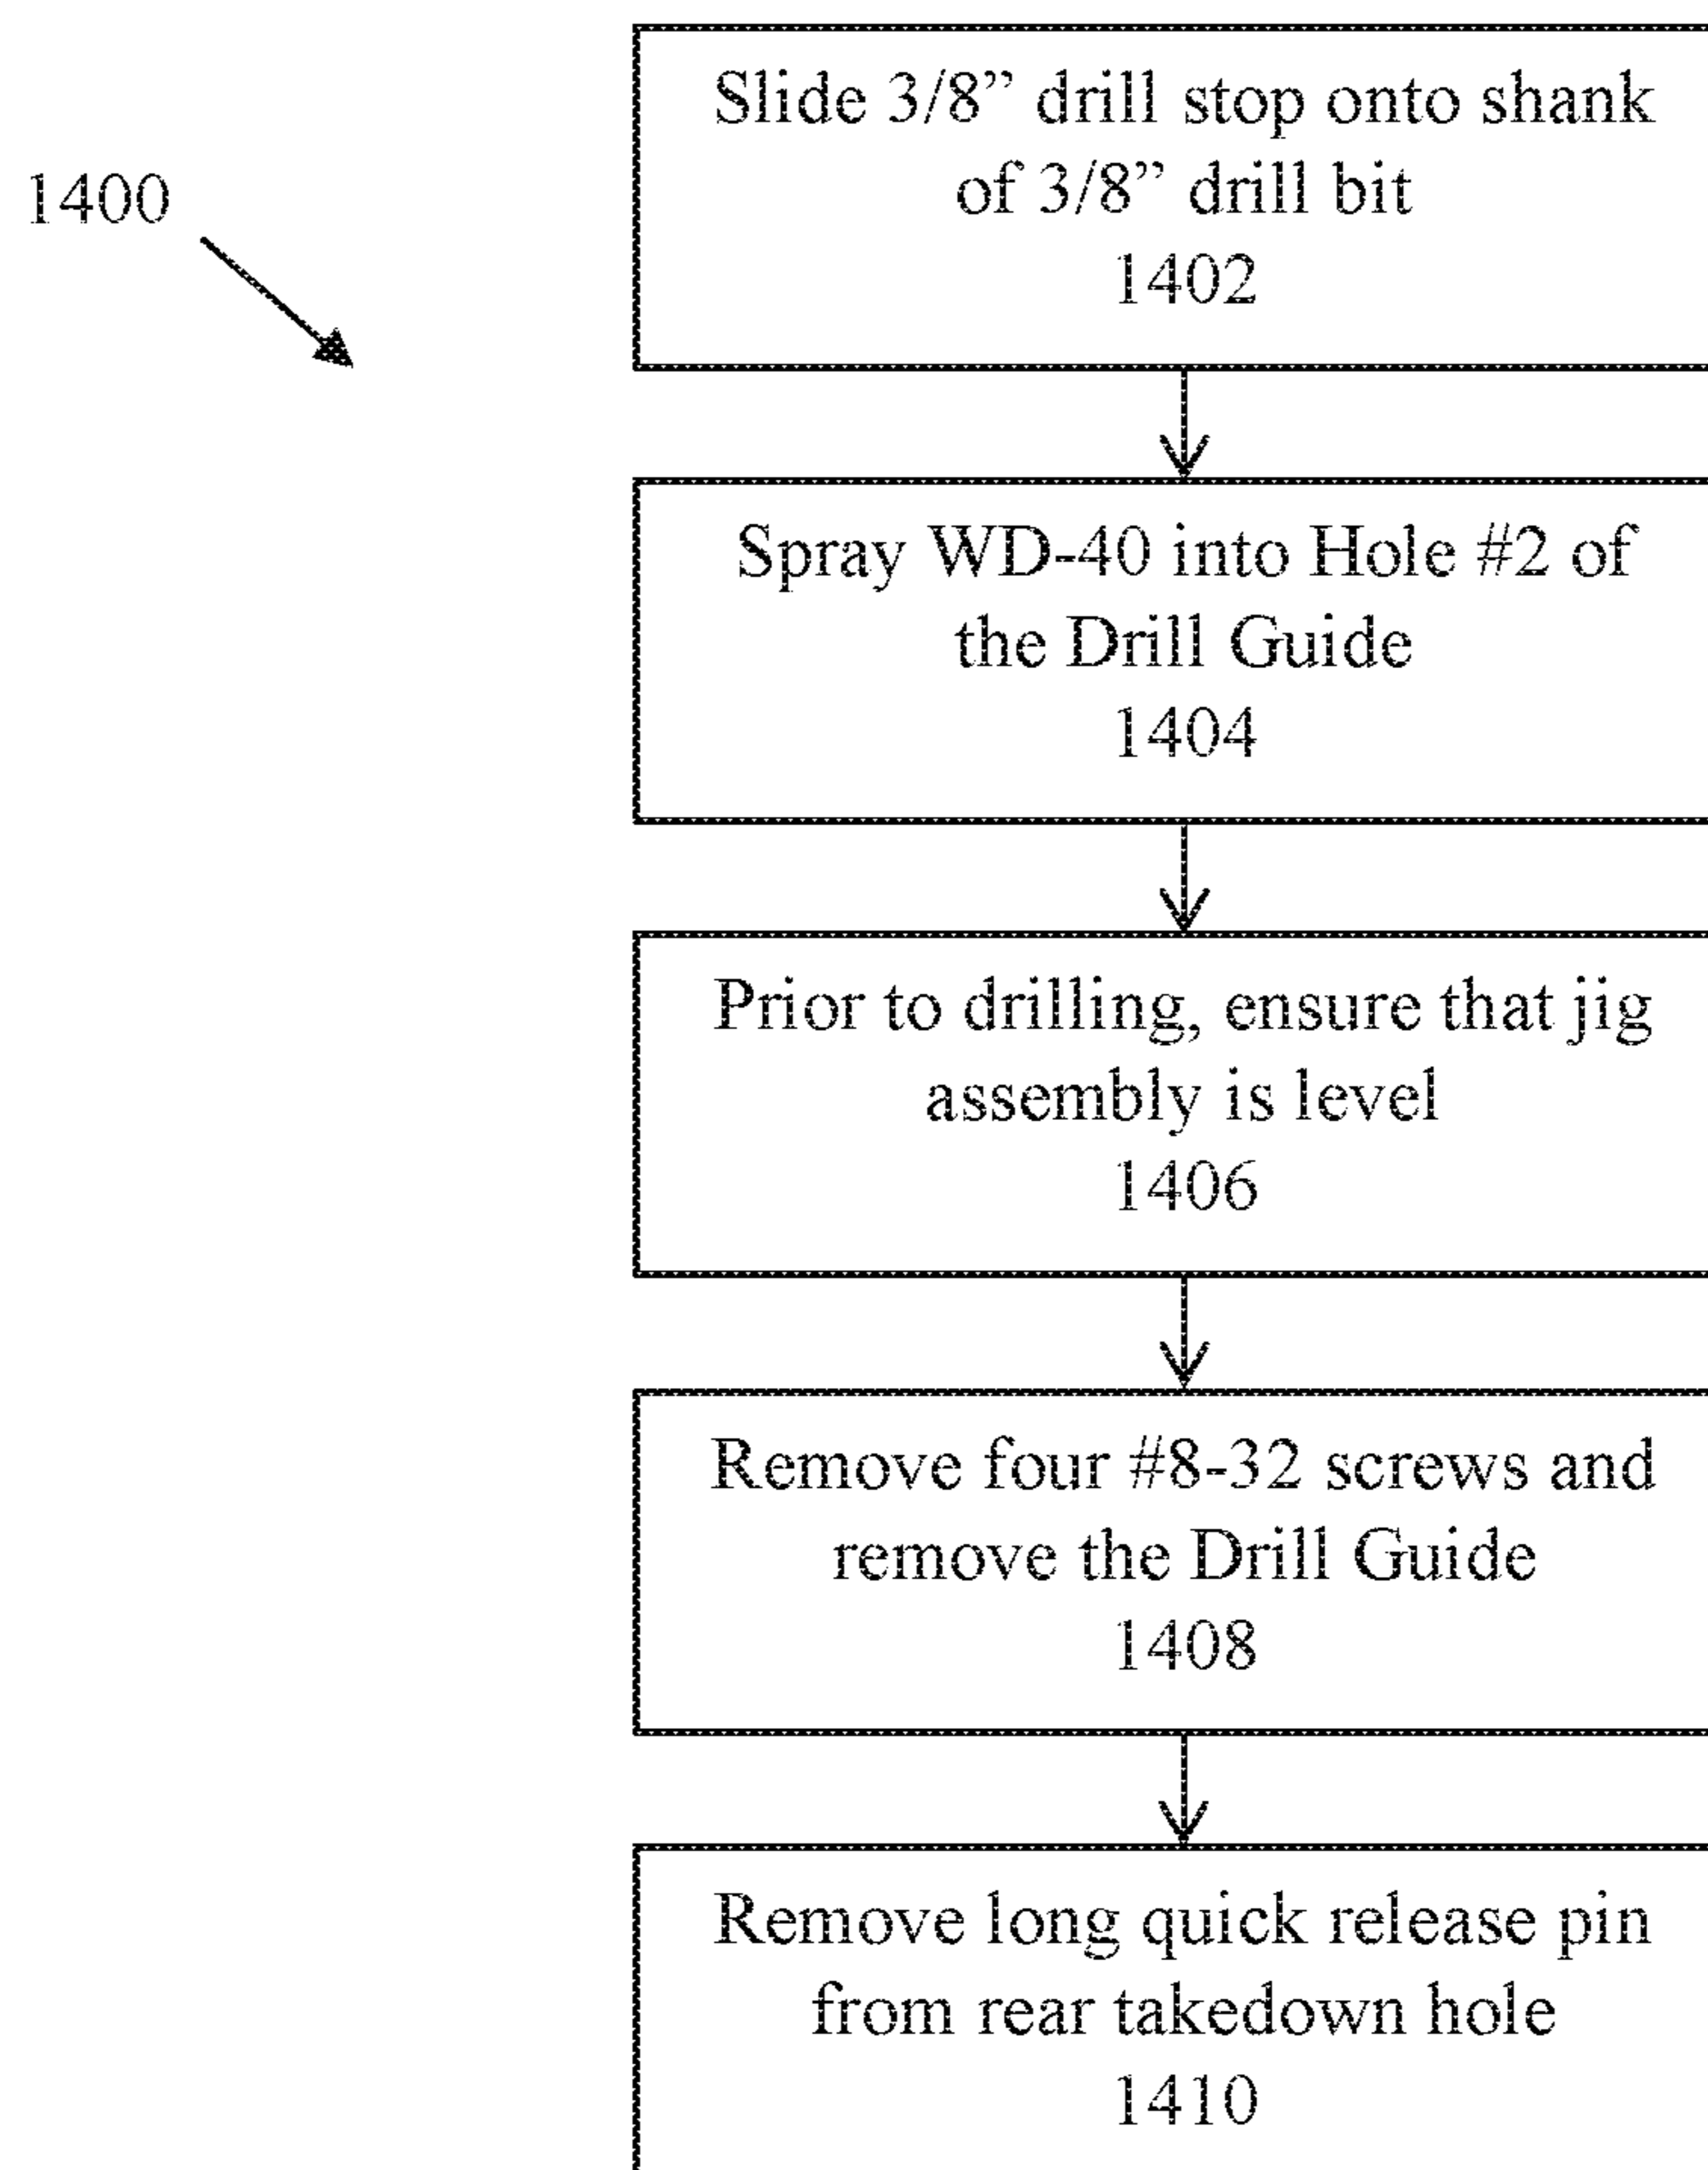 1400
Slide 3/8” drill stop onto shank
of 3/8” drill bit
1402
Spray WD-40 into Hole #2 of
the Drill Guide
1404
Prior to drilling, ensure that jig
assembly is level
1406
Remove four #8-32 screws and
remove the Drill Guide
1408
Remove long quick release pin
from rear takedown hole
1410